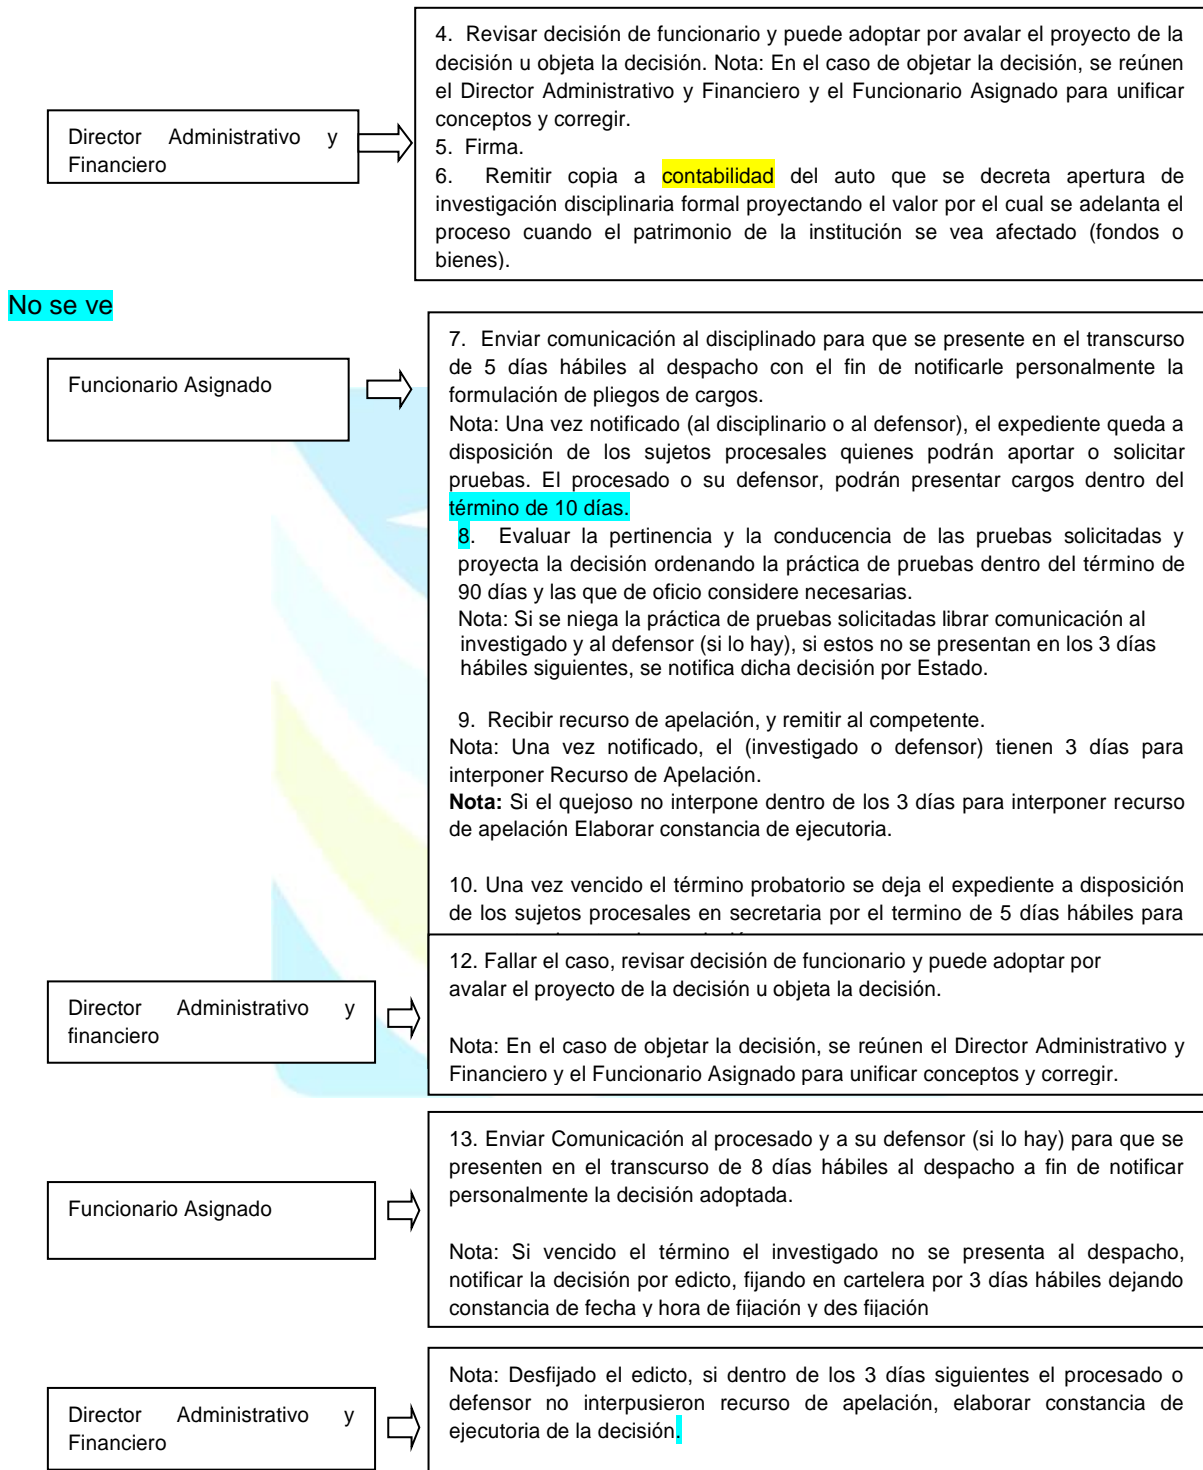 4. Revisar decisión de funcionario y puede adoptar por avalar el proyecto de la
decisión u objeta la decisión. Nota: En el caso de objetar la decisión, se reúnen
el Director Administrativo y Financiero y el Funcionario Asignado para unificar
conceptos y corregir.
Director Administrativo y
Financiero
5. Firma.
6. Remitir copia a contabilidad del auto que se decreta apertura de
investigación disciplinaria formal proyectando el valor por el cual se adelanta el
proceso cuando el patrimonio de la institución se vea afectado (fondos o
bienes).
No se ve
Funcionario Asignado
7. Enviar comunicación al disciplinado para que se presente en el transcurso
de 5 días hábiles al despacho con el fin de notificarle personalmente la
formulación de pliegos de cargos.
Nota: Una vez notificado (al disciplinario o al defensor), el expediente queda a
disposición de los sujetos procesales quienes podrán aportar o solicitar
pruebas. El procesado o su defensor, podrán presentar cargos dentro del
término de 10 días.
8. Evaluar la pertinencia y la conducencia de las pruebas solicitadas y
proyecta la decisión ordenando la práctica de pruebas dentro del término de
90 días y las que de oficio considere necesarias.
Nota: Si se niega la práctica de pruebas solicitadas librar comunicación al
investigado y al defensor (si lo hay), si estos no se presentan en los 3 días
hábiles siguientes, se notifica dicha decisión por Estado.
9. Recibir recurso de apelación, y remitir al competente.
Nota: Una vez notificado, el (investigado o defensor) tienen 3 días para
interponer Recurso de Apelación.
Nota: Si el quejoso no interpone dentro de los 3 días para interponer recurso
de apelación Elaborar constancia de ejecutoria.
10. Una vez vencido el término probatorio se deja el expediente a disposición
de los sujetos procesales en secretaria por el termino de 5 días hábiles para
Director Administrativo y
financiero
12. Fallar el caso, revisar decisión de funcionario y puede adoptar por
avalar el proyecto de la decisión u objeta la decisión.
Nota: En el caso de objetar la decisión, se reúnen el Director Administrativo y
Financiero y el Funcionario Asignado para unificar conceptos y corregir.
Funcionario Asignado
13. Enviar Comunicación al procesado y a su defensor (si lo hay) para que se
presenten en el transcurso de 8 días hábiles al despacho a fin de notificar
personalmente la decisión adoptada.
Nota: Si vencido el término el investigado no se presenta al despacho,
notificar la decisión por edicto, fijando en cartelera por 3 días hábiles dejando
constancia de fecha y hora de fijación y des fijación
Director Administrativo y
Financiero
Nota: Desfijado el edicto, si dentro de los 3 días siguientes el procesado o
defensor no interpusieron recurso de apelación, elaborar constancia de
ejecutoria de la decisión.